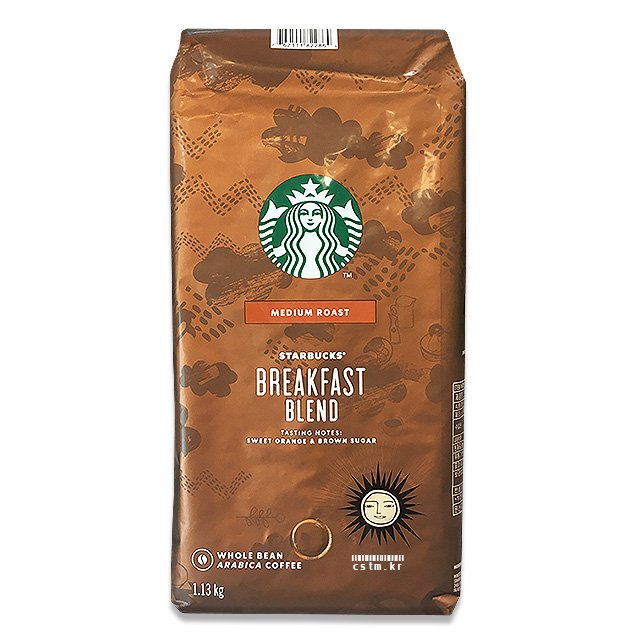 TM
MEDIUM ROAST
STARBUCKS®
BREAKFAST
BLEND
TASTING NOTES:
SWEET ORANGE & BROWN SUGAR
WHOLE BEAN
ARABICA COFFEE
cstm.kr
1.13 kg